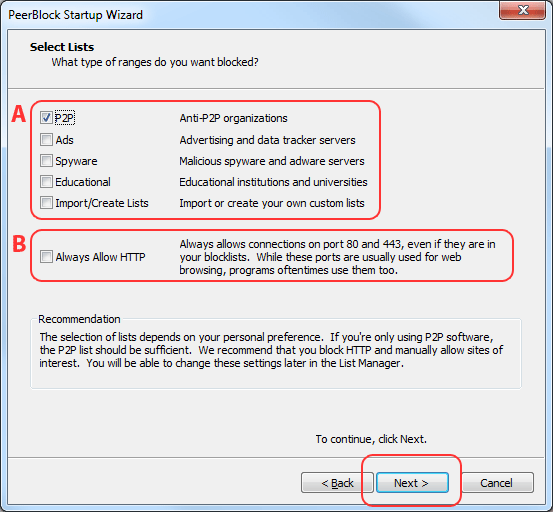 PeerBlock Startup Wizard
Select Lists
What type of ranges do you want blocked?
A
P2P Anti-P2P organizations
Ads Advertising and data tracker servers
Spyware Malicious spyware and adware servers
Educational Educational institutions and universities
Import/Create Lists Import or create your own custom lists
B
Always Allow HTTP
Always allows connections on port 80 and 443, even if they are in
your blocklists. While these ports are usually used for web
browsing, programs oftentimes use them too.
Recommendation
The selection of lists depends on your personal preference. If you're only using P2P software,
the P2P list should be sufficient. We recommend that you block HTTP and manually allow sites of
interest. You will be able to change these settings later in the List Manager.
To continue, click Next.
< Back Next > Cancel